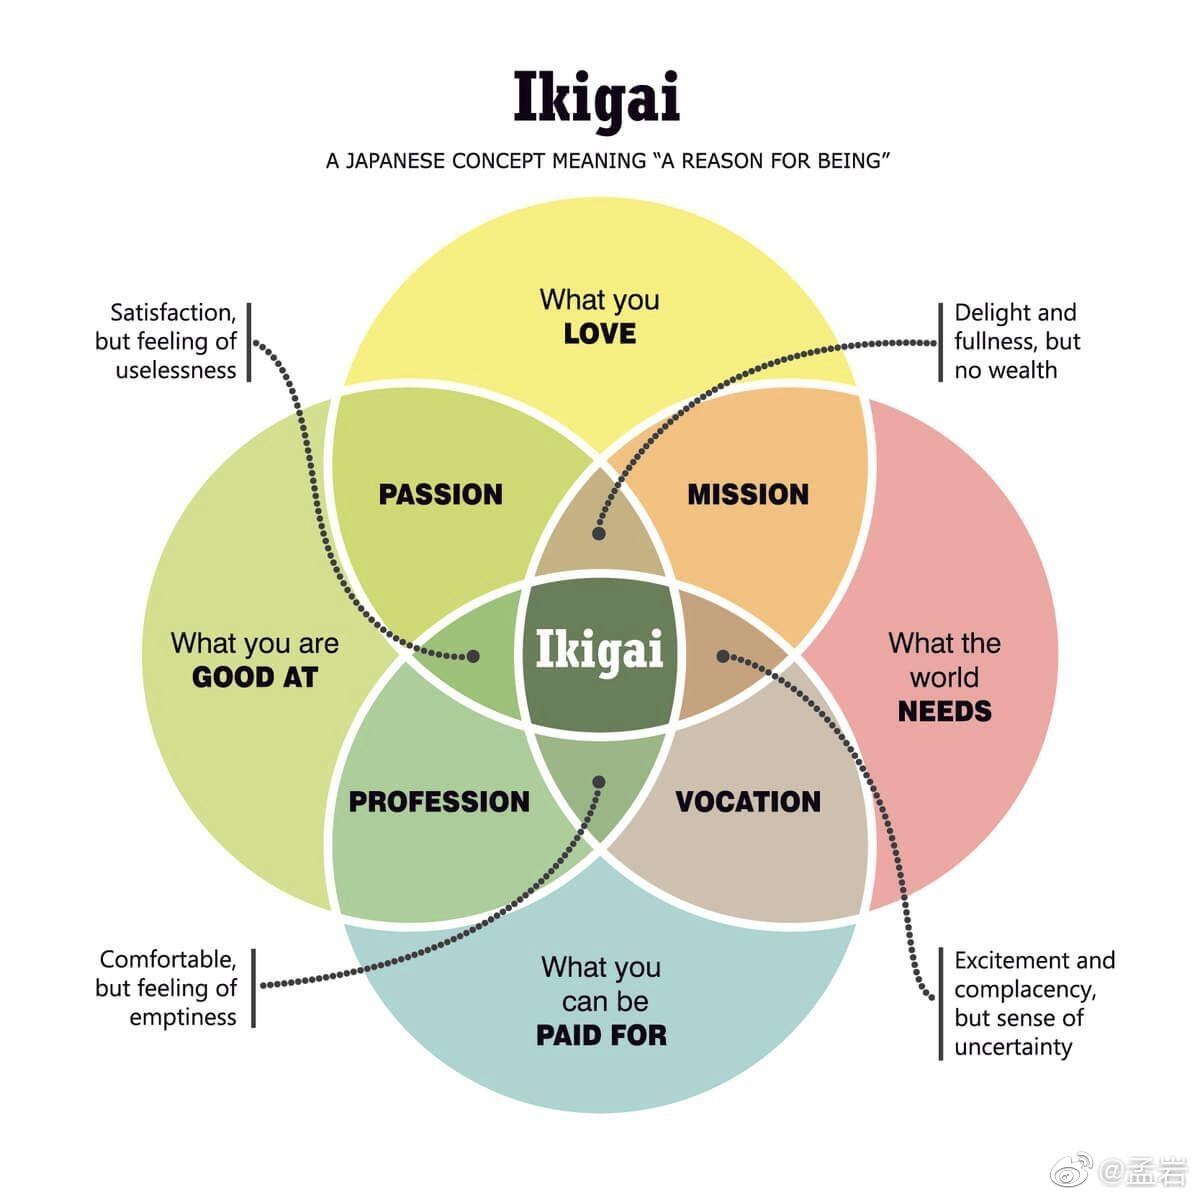 Ikigai
A JAPANESE CONCEPT MEANING “A REASON FOR BEING”
What you
LOVE
Satisfaction,
but feeling of
uselessness
Delight and
fullness, but
no wealth
PASSION
MISSION
What you are
GOOD AT
Ikigai
What the
world
NEEDS
PROFESSION
VOCATION
Comfortable,
but feeling of
emptiness
What you
can be
PAID FOR
Excitement and
complacency,
but sense of
uncertainty
@孟岩